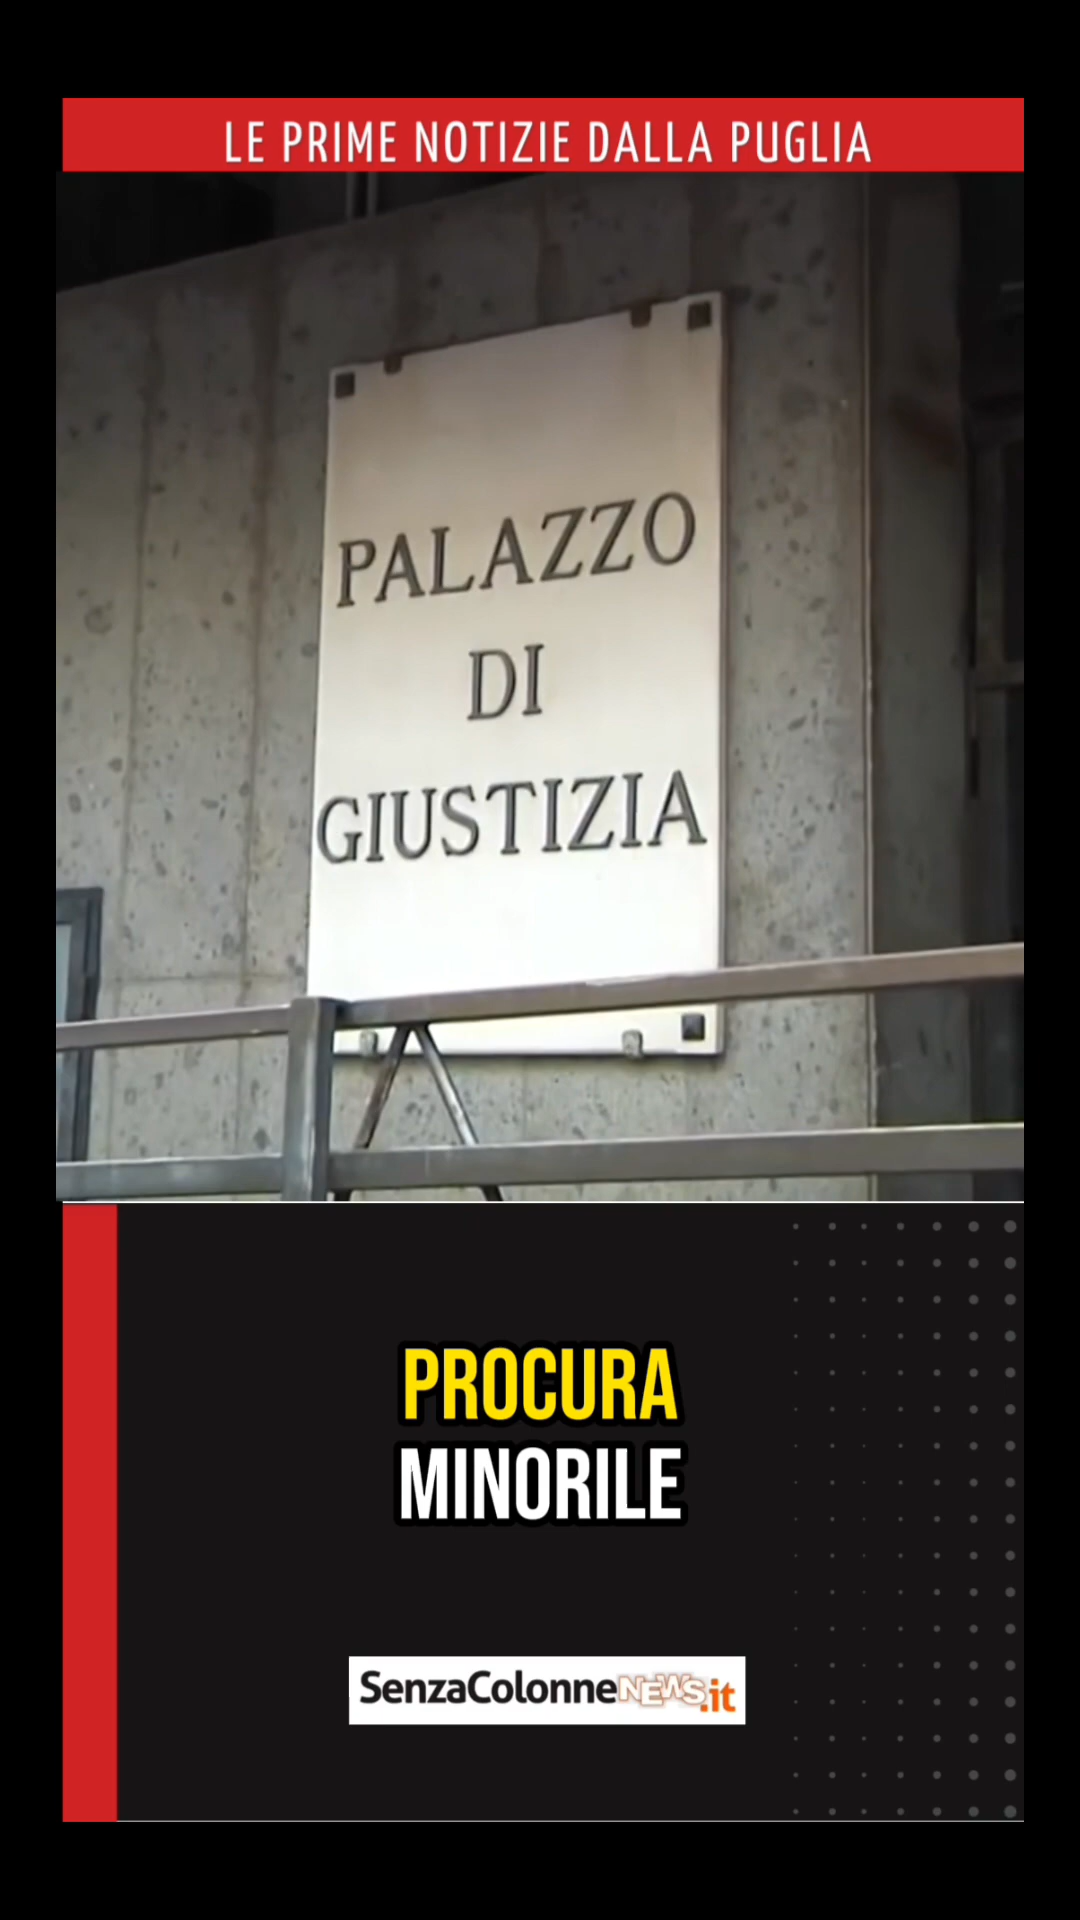 LE PRIME NOTIZIE DALLA PUGLIA
PALAZZO
DI
GIUSTIZIA
PROCURA
MINORILE
SenzaColonneNEWS.it